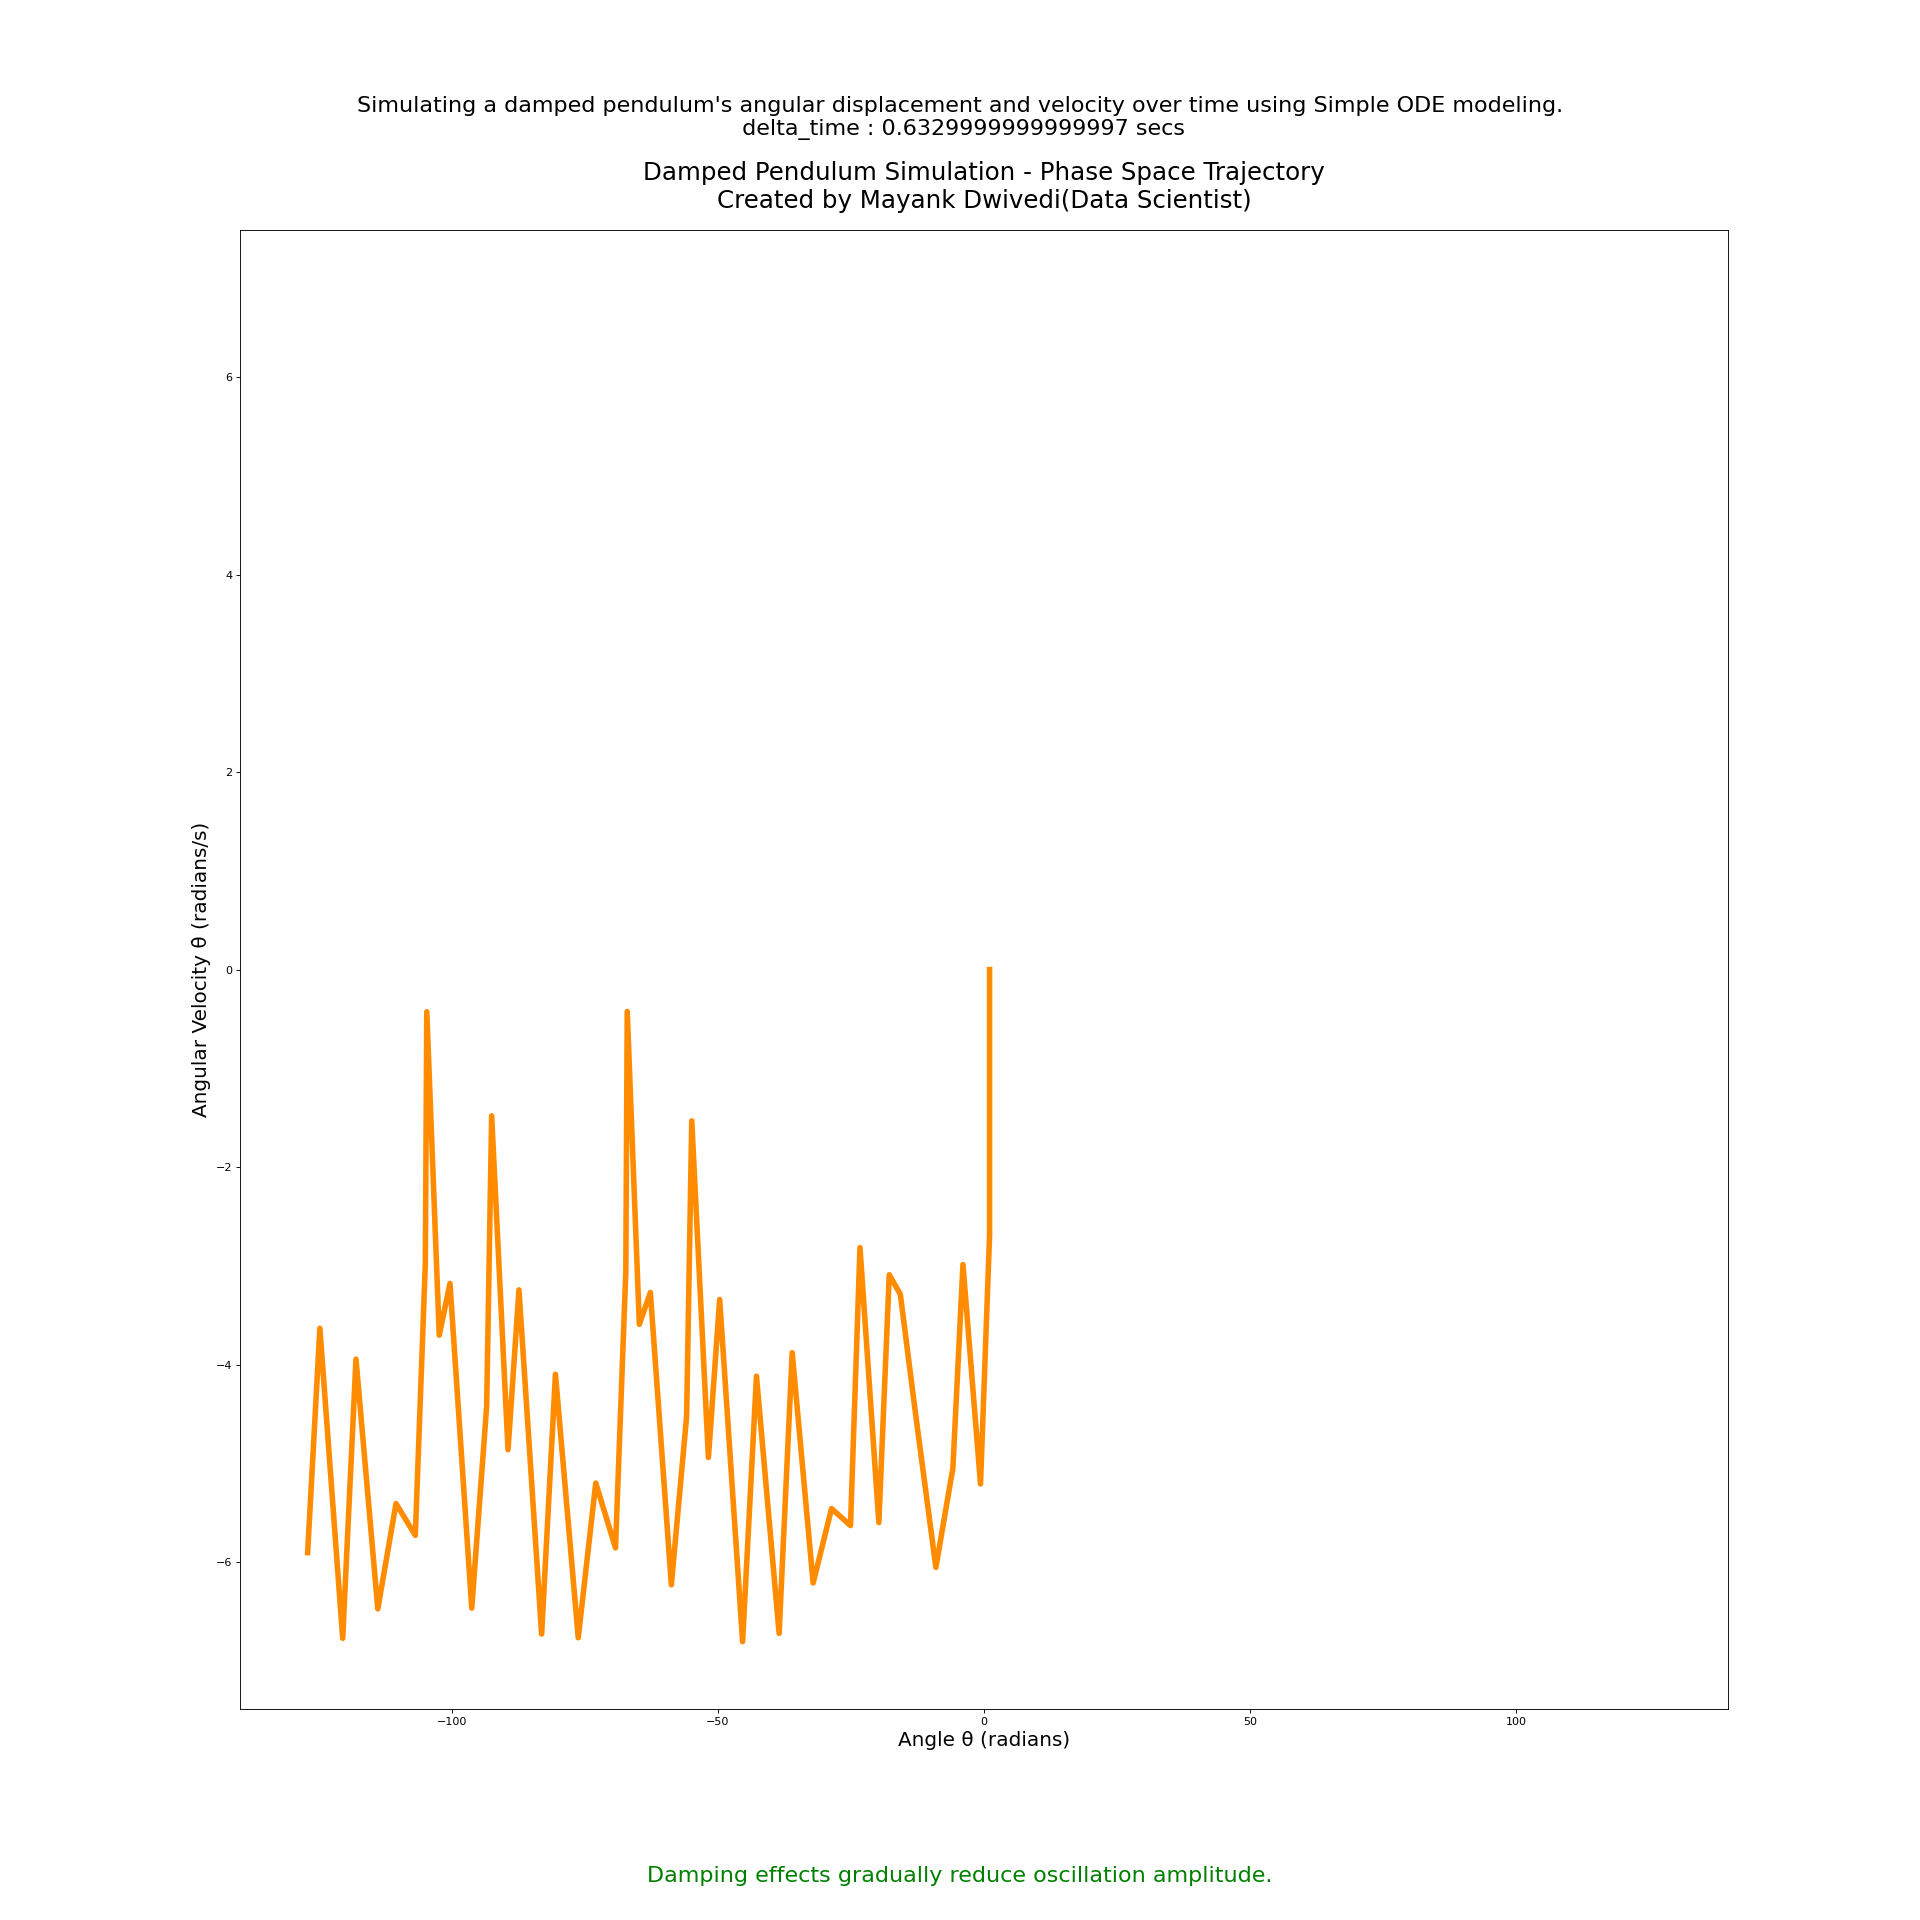 Simulating a damped pendulum's angular displacement and velocity over time using Simple ODE modeling.
delta_time : 0.6329999999999997 secs
Damped Pendulum Simulation - Phase Space Trajectory
Created by Mayank Dwivedi(Data Scientist)
6
4
2
0
−2
−4
−6
Angular Velocity θ̇ (radians/s)
−100
−50
0
50
100
Angle θ (radians)
Damping effects gradually reduce oscillation amplitude.